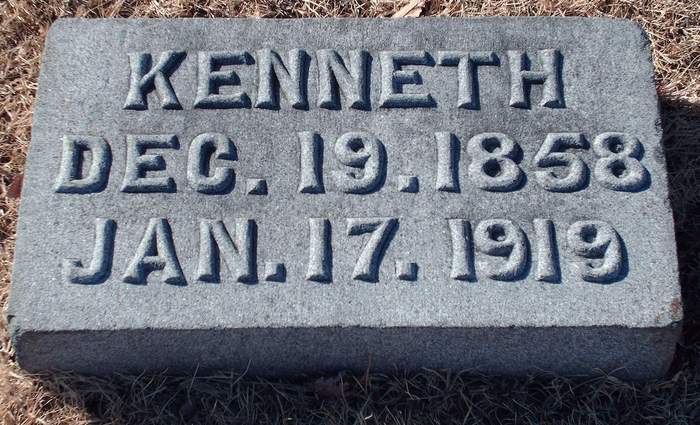 KENNETH
DEC. 19. 1858
JAN. 17. 1919